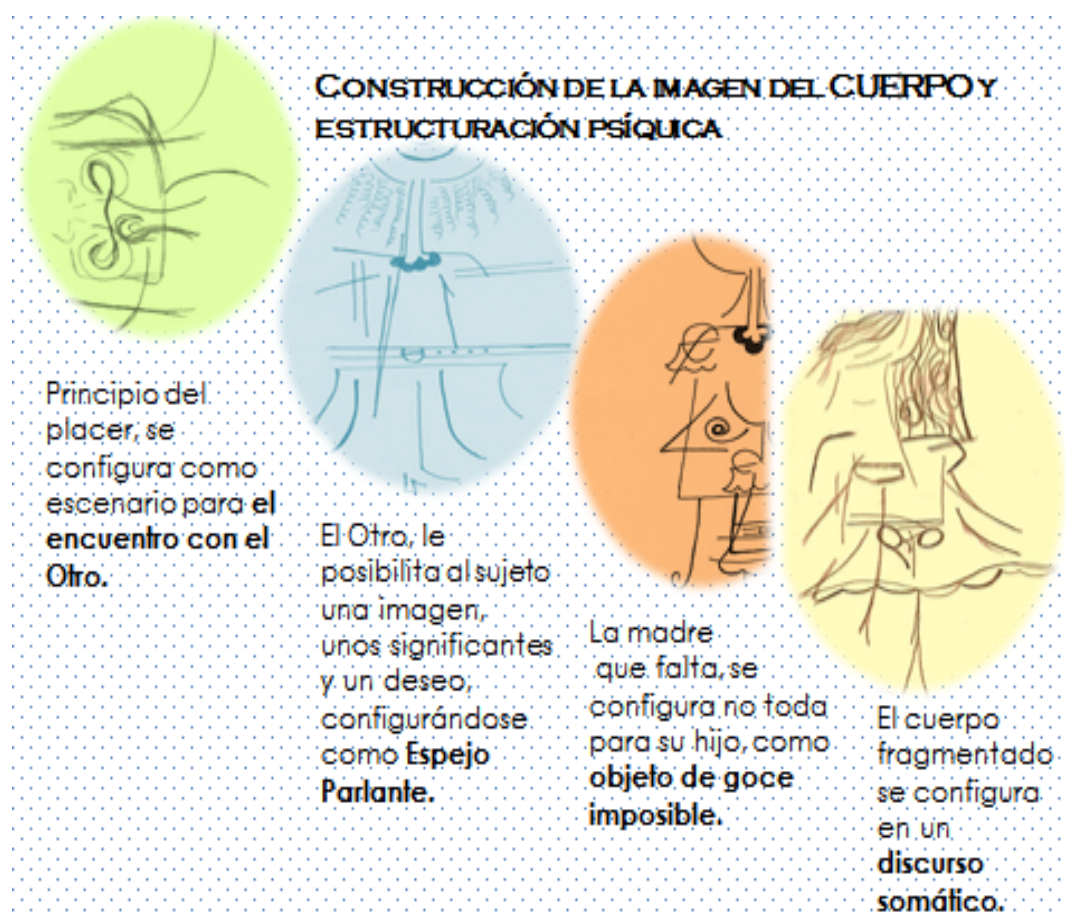 CONSTRUCCIÓN DE LA IMAGEN DEL CUERPO Y
ESTRUCTURACIÓN PSÍQUICA
Principio del
placer, se
configura como
escenario para el
encuentro con el
Otro.
El Otro, le
posibilita al sujeto
una imagen,
unos significantes
y un deseo,
configurándose
como Espejo
Parlante.
La madre
que falta, se
configura no toda
para su hijo, como
objeto de goce
imposible.
El cuerpo
fragmentado
se configura
en un
discurso
somático.